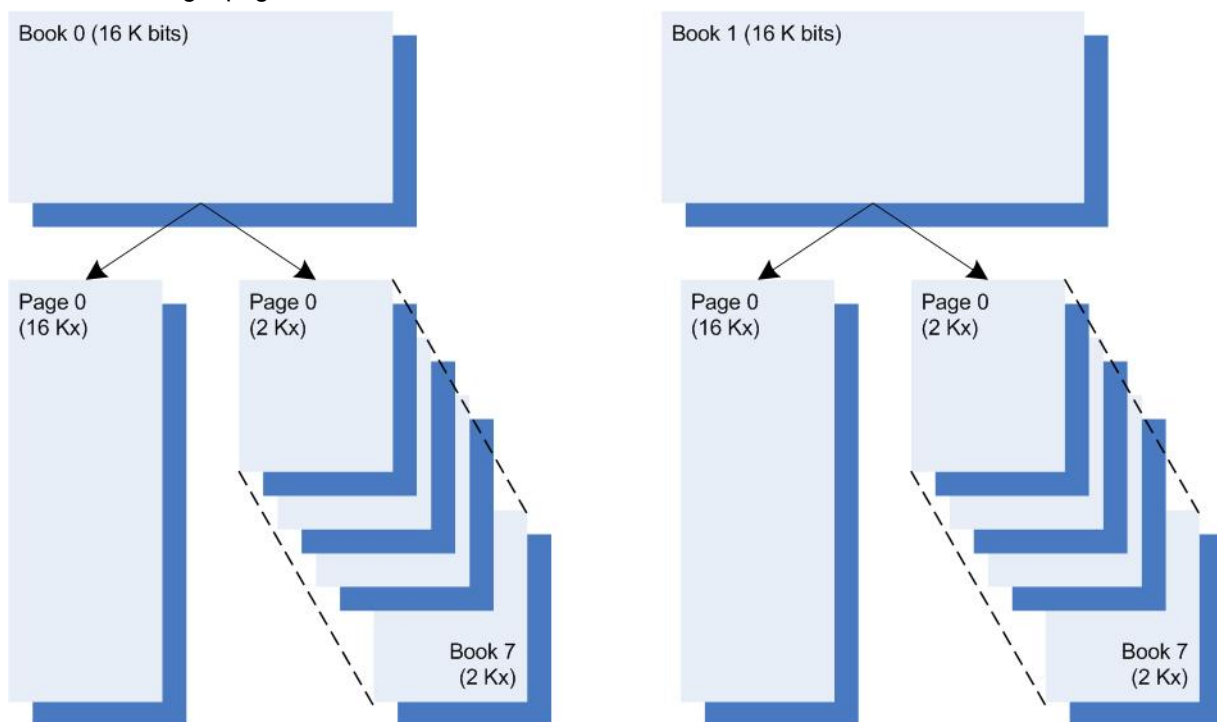 Book 0 (16 K bits)
Book 1 (16 K bits)
Page 0
(16 Kx)
Page 0
(2 Kx)
Book 7
(2 Kx)
Page 0
(16 Kx)
Page 0
(2 Kx)
Book 7
(2 Kx)